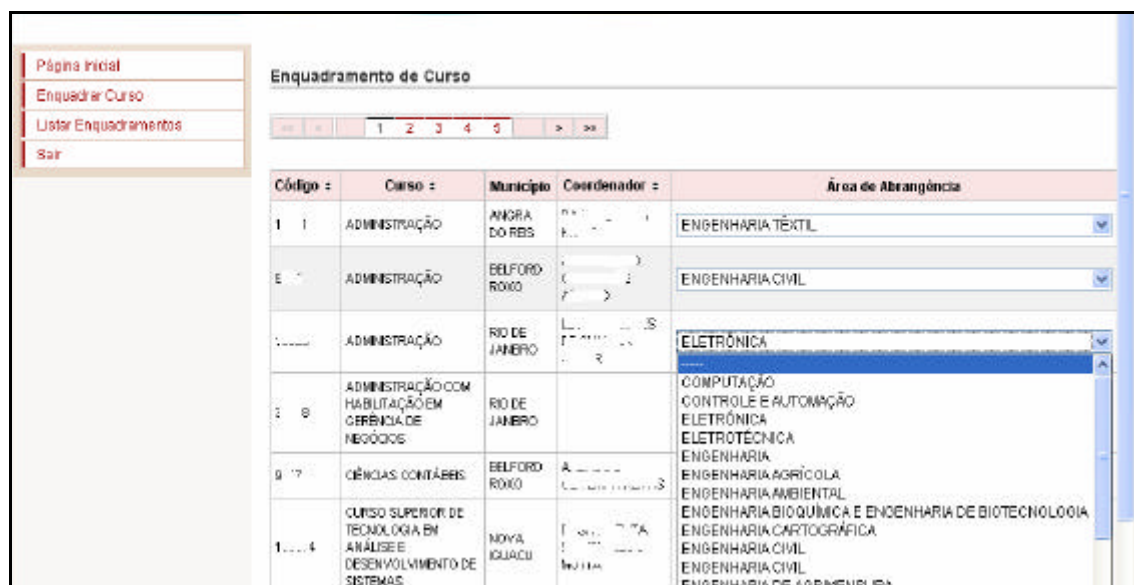 Página Inicial
Enquadrar Curso
Listar Enquadramentos
Sair
Enquadramento de Curso
<< < 1 2 3 4 5 > >>
Código Curso Município Coordenador Área de Abrangência
ADMINISTRAÇÃO
ANGRA
DO REIS
ENGENHARIA TÊXTIL
ADMINISTRAÇÃO
BELFORD
ROXO
ENGENHARIA CIVIL
ADMINISTRAÇÃO
RIO DE
JANEIRO
ELETRÔNICA
-----
COMPUTAÇÃO
CONTROLE E AUTOMAÇÃO
ELETRÔNICA
ELETROTÉCNICA
ENGENHARIA
ENGENHARIA AGRÍCOLA
ENGENHARIA AMBIENTAL
ENGENHARIA BIOQUÍMICA E ENGENHARIA DE BIOTECNOLOGIA
ENGENHARIA CARTOGRÁFICA
ENGENHARIA CIVIL
ENGENHARIA CIVIL
ENGENHARIA DE AGRIMENSURA
ADMINISTRAÇÃO COM
HABILITAÇÃO EM
GERÊNCIA DE
NEGÓCIOS
RIO DE
JANEIRO
CIÊNCIAS CONTÁBEIS
BELFORD
ROXO
CURSO SUPERIOR DE
TECNOLOGIA EM
ANÁLISE E
DESENVOLVIMENTO DE
SISTEMAS
NOVA
IGUACU